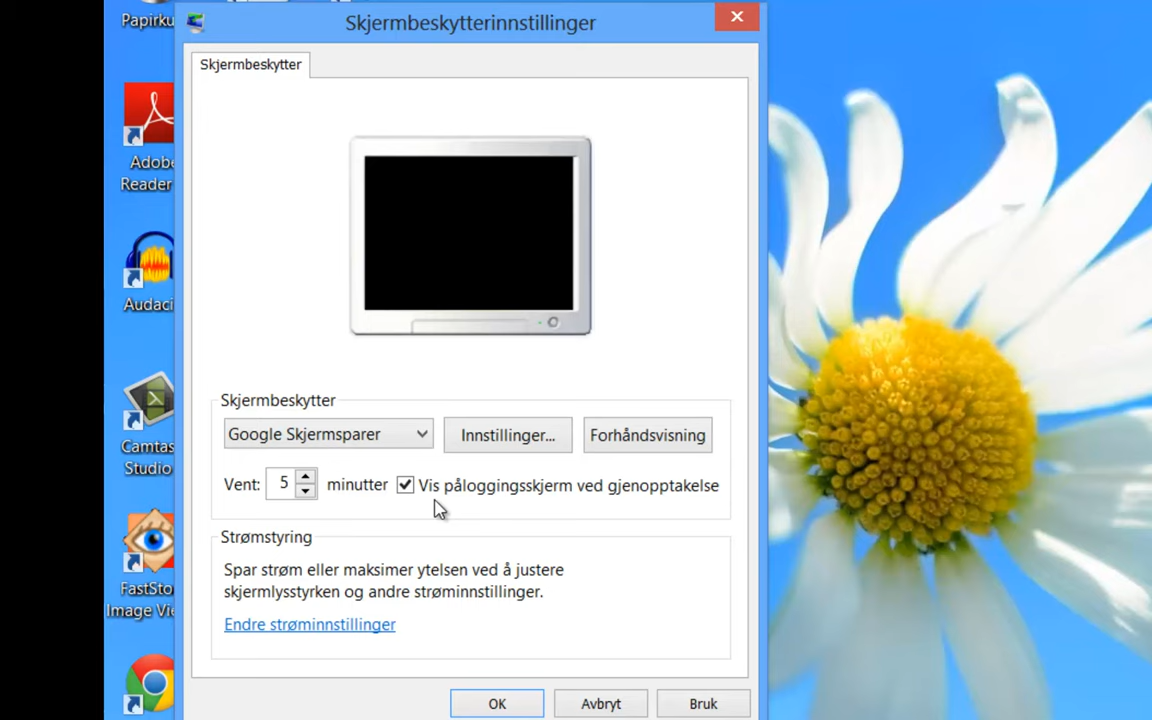 Papirku
Skjermbeskytterinnstillinger
Skjermbeskytter
Adobe
Reader
Audaci
Camtas
Studio
FastSto
Image Vie
Skjermbeskytter
Google Skjermsparer
Innstillinger...
Forhåndsvisning
Vent: 5 minutter Vis påloggingsskjerm ved gjenopptakelse
Strømstyring
Spar strøm eller maksimer ytelsen ved å justere
skjermlysstyrken og andre strøminnstillinger.
Endre strøminnstillinger
OK
Avbryt
Bruk